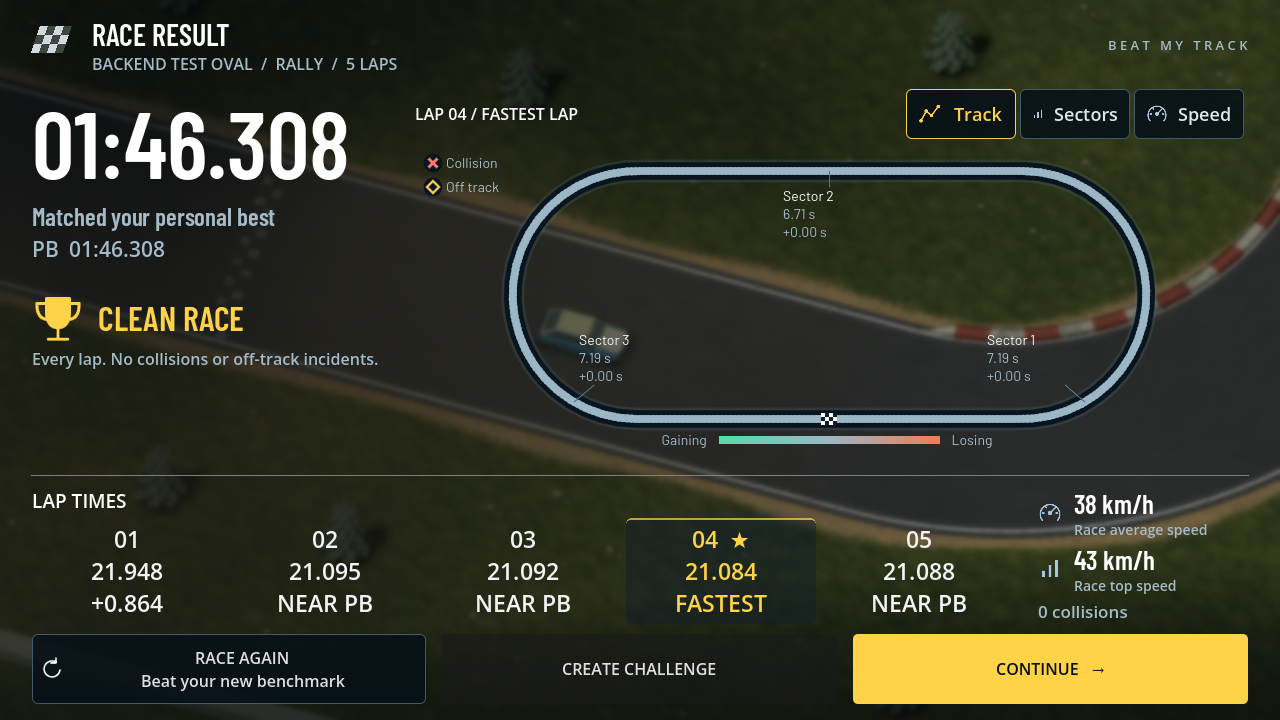 RACE RESULT
BACKEND TEST OVAL / RALLY / 5 LAPS
BEAT MY TRACK
01:46.308
Matched your personal best
PB 01:46.308
CLEAN RACE
Every lap. No collisions or off-track incidents.
LAP 04 / FASTEST LAP
Track
Sectors
Speed
Collision
Off track
Sector 2
6.71 s
+0.00 s
Sector 3
7.19 s
+0.00 s
Sector 1
7.19 s
+0.00 s
Gaining
Losing
LAP TIMES
01
21.948
+0.864
02
21.095
NEAR PB
03
21.092
NEAR PB
04 ★
21.084
FASTEST
05
21.088
NEAR PB
38 km/h
Race average speed
43 km/h
Race top speed
0 collisions
RACE AGAIN
Beat your new benchmark
CREATE CHALLENGE
CONTINUE →